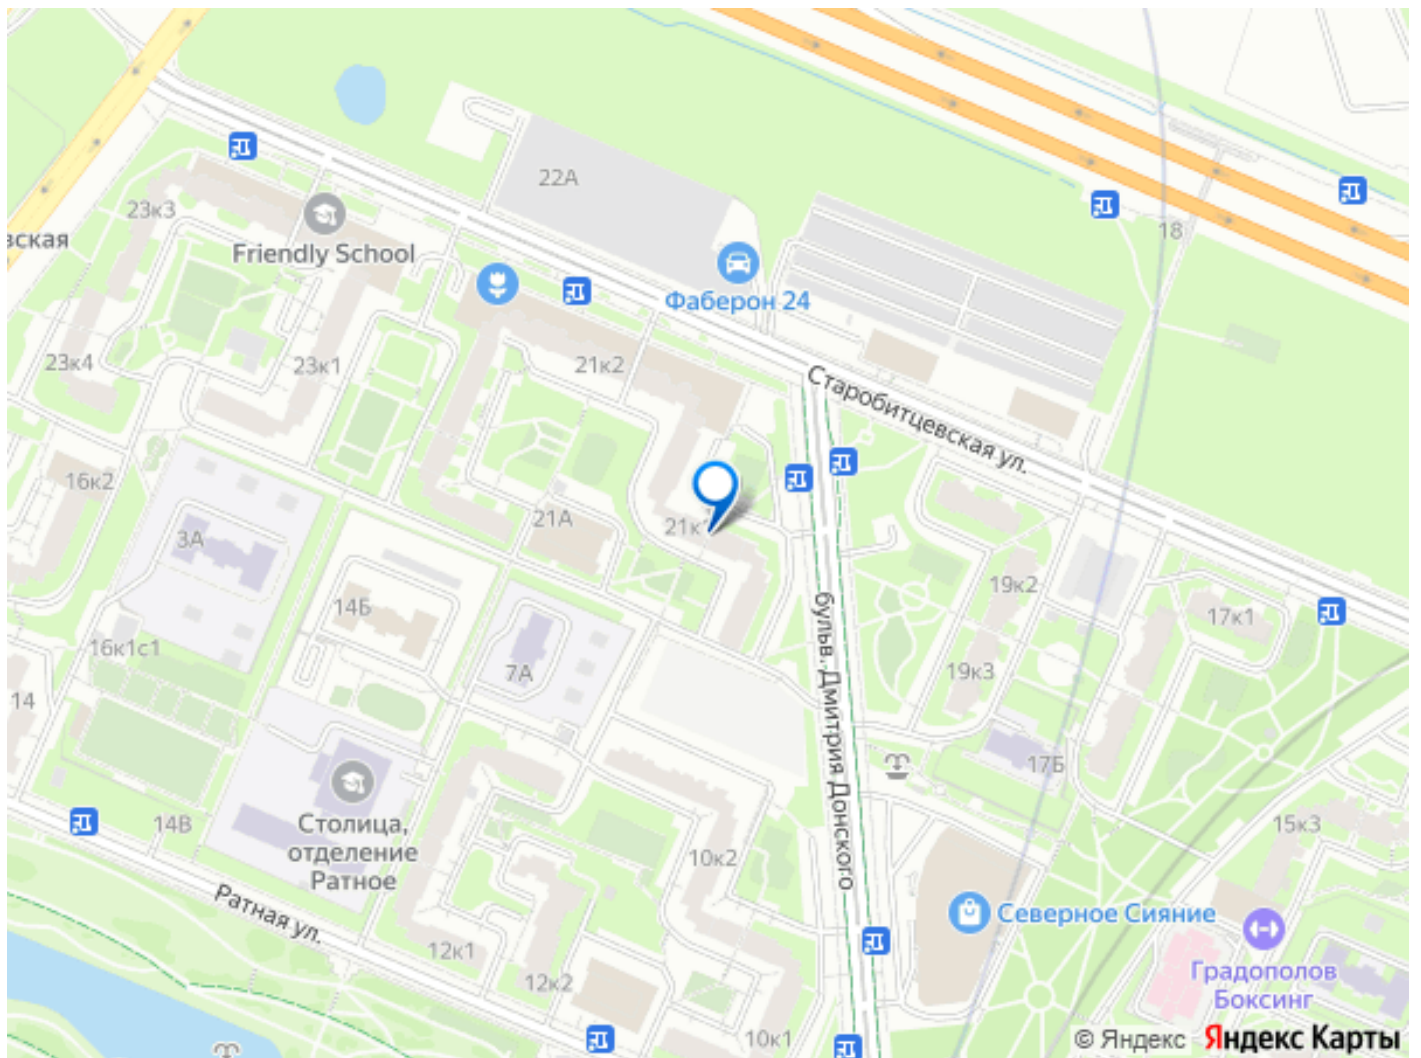 22А
18
23к3
вская
Friendly School
Фаберон 24
23к4
23к1
21к2
Старобитцевская ул.
16к2
21А
21к
3А
19к2
14Б
17к1
16к1с1
7А
19к3
14
бульв. Дмитрия Донского
17Б
14В
Столица,
отделение
Ратное
15к3
10к2
Ратная ул.
Северное Сияние
12к1
Градополов
Боксинг
12к2
10к1
© Яндекс Яндекс Карты